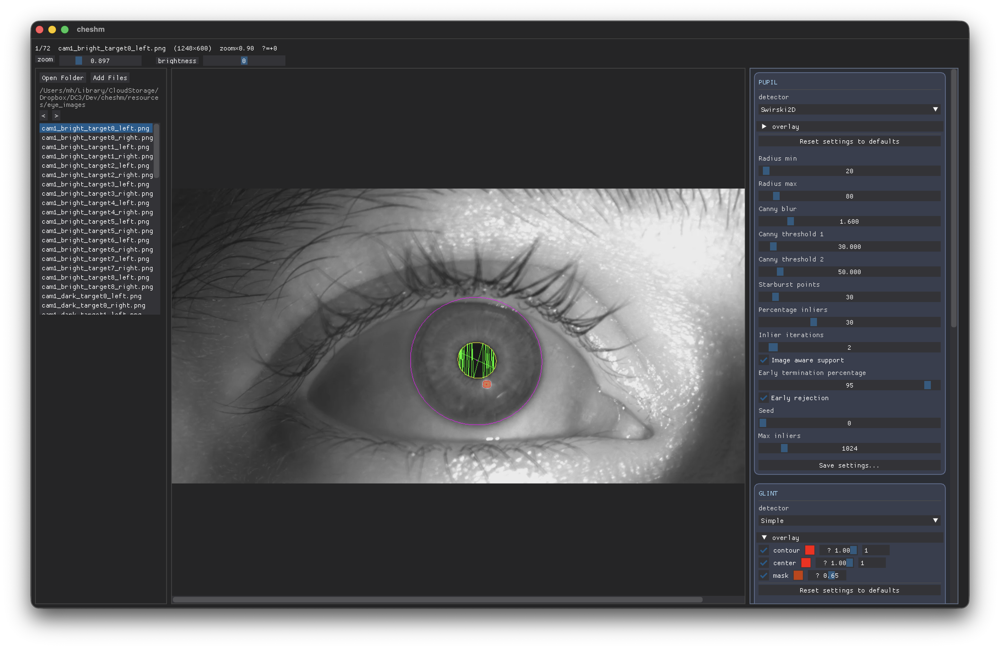 cheshm
1/72 cam1_bright_target0_left.png (1248×600) zoom×0.90 ?=+0
zoom 0.897 brightness 0
Open Folder Add Files
/Users/mh/Library/CloudStorage/
Dropbox/DC3/Dev/cheshm/resource
s/eye_images
< >
cam1_bright_target0_left.png
cam1_bright_target0_right.png
cam1_bright_target1_left.png
cam1_bright_target1_right.png
cam1_bright_target2_left.png
cam1_bright_target2_right.png
cam1_bright_target3_left.png
cam1_bright_target3_right.png
cam1_bright_target4_left.png
cam1_bright_target4_right.png
cam1_bright_target5_left.png
cam1_bright_target5_right.png
cam1_bright_target6_left.png
cam1_bright_target6_right.png
cam1_bright_target7_left.png
cam1_bright_target7_right.png
cam1_bright_target8_left.png
cam1_bright_target8_right.png
cam1_dark_target0_left.png
cam1_dark_target0_right.png
cam1_dark_target1_left.png
PUPIL
detector
Swirski2D
overlay
Reset settings to defaults
Radius min
20
Radius max
80
Canny blur
1.600
Canny threshold 1
30.000
Canny threshold 2
50.000
Starburst points
30
Percentage inliers
30
Inlier iterations
2
Image aware support
Early termination percentage
95
Early rejection
Seed
0
Max inliers
1024
Save settings...
GLINT
detector
Simple
overlay
contour ? 1.00 1
center ? 1.00 1
mask ? 0.65
Reset settings to defaults